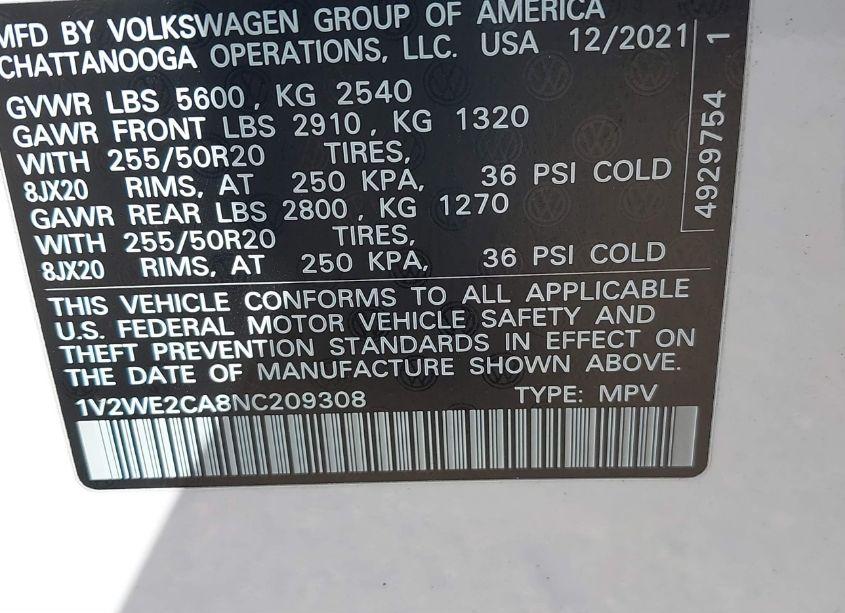 MFD BY VOLKSWAGEN GROUP OF AMERICA
CHATTANOOGA OPERATIONS, LLC. USA 12/2021
GVWR LBS 5600, KG 2540
GAWR FRONT LBS 2910, KG 1320
WITH 255/50R20 TIRES,
8JX20 RIMS, AT 250 KPA, 36 PSI COLD
GAWR REAR LBS 2800, KG 1270
WITH 255/50R20 TIRES,
8JX20 RIMS, AT 250 KPA, 36 PSI COLD
THIS VEHICLE CONFORMS TO ALL APPLICABLE
U.S. FEDERAL MOTOR VEHICLE SAFETY AND
THEFT PREVENTION STANDARDS IN EFFECT ON
THE DATE OF MANUFACTURE SHOWN ABOVE.
1V2WE2CA8NC209308 TYPE: MPV
4929754 1